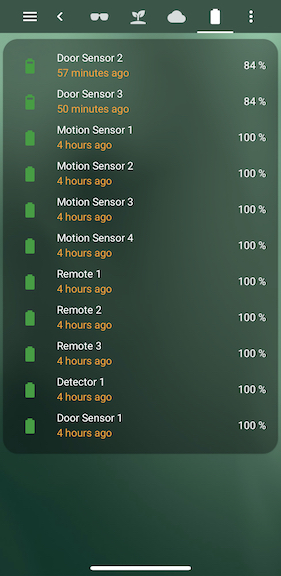 Door Sensor 2
84 %
57 minutes ago
Door Sensor 3
84 %
50 minutes ago
Motion Sensor 1
100 %
4 hours ago
Motion Sensor 2
100 %
4 hours ago
Motion Sensor 3
100 %
4 hours ago
Motion Sensor 4
100 %
4 hours ago
Remote 1
100 %
4 hours ago
Remote 2
100 %
4 hours ago
Remote 3
100 %
4 hours ago
Detector 1
100 %
4 hours ago
Door Sensor 1
100 %
4 hours ago